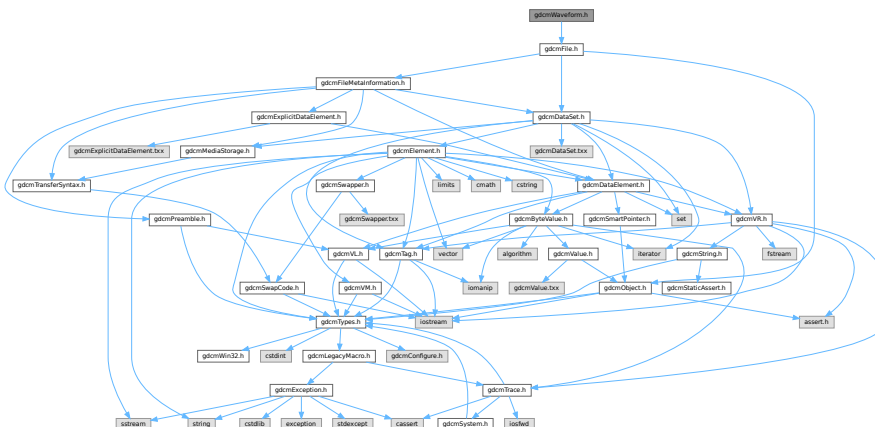 gdcmWaveform.h
gdcmFile.h
gdcmFileMetaInformation.h
gdcmExplicitDataElement.h
gdcmDataSet.h
gdcmExplicitDataElement.txx
gdcmMediaStorage.h
gdcmElement.h
gdcmDataSet.txx
gdcmTransferSyntax.h
gdcmSwapper.h
limits
cmath
cstring
gdcmDataElement.h
gdcmPreamble.h
gdcmSwapper.txx
gdcmByteValue.h
gdcmSmartPointer.h
set
gdcmVR.h
gdcmVL.h
gdcmTag.h
vector
algorithm
gdcmValue.h
iterator
gdcmString.h
fstream
gdcmSwapCode.h
gdcmVM.h
iomanip
gdcmValue.txx
gdcmObject.h
gdcmStaticAssert.h
gdcmTypes.h
iostream
assert.h
gdcmWin32.h
cstdint
gdcmLegacyMacro.h
gdcmConfigure.h
gdcmException.h
gdcmTrace.h
sstream
string
cstdlib
exception
stdexcept
cassert
gdcmSystem.h
iosfwd